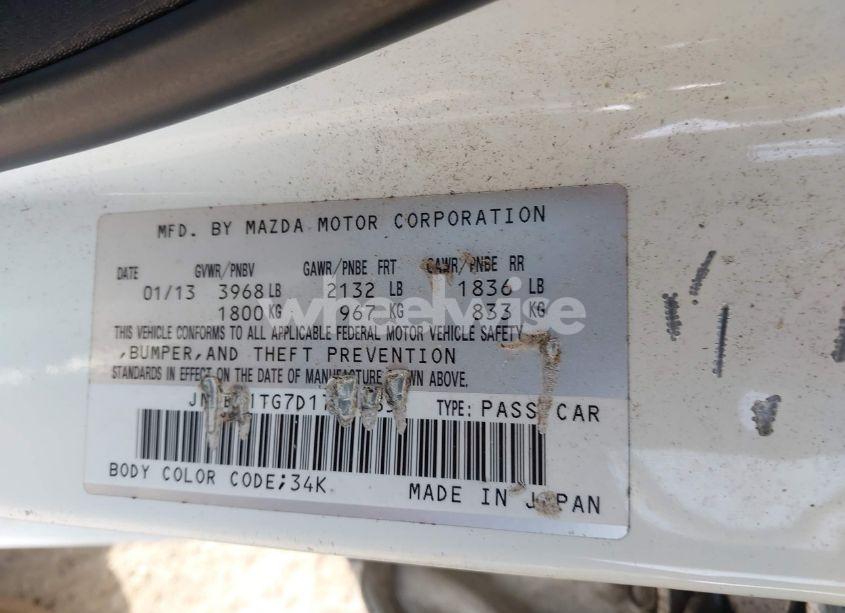 MFD. BY MAZDA MOTOR CORPORATION
DATE GVWR/PNBV GAWR/PNBE FRT GAWR/PNBE RR
01/13 3968 LB 2132 LB 1836 LB
1800 KG 967 KG 833 KG
THIS VEHICLE CONFORMS TO ALL APPLICABLE FEDERAL MOTOR VEHICLE SAFETY
,BUMPER,AND THEFT PREVENTION
STANDARDS IN EFFECT ON THE DATE OF MANUFACTURE SHOWN ABOVE.
TYPE: PASS CAR
BODY COLOR CODE;34K
MADE IN JAPAN
wheelwise